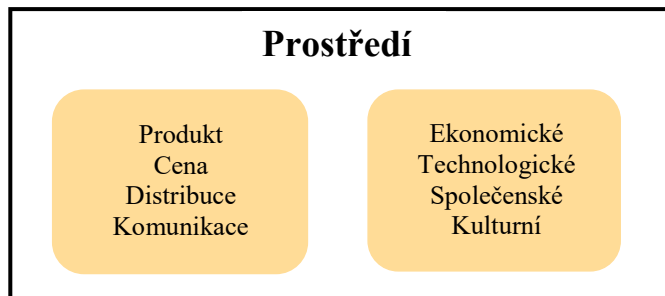 Prostředí
Produkt
Cena
Distribuce
Komunikace
Ekonomické
Technologické
Společenské
Kulturní